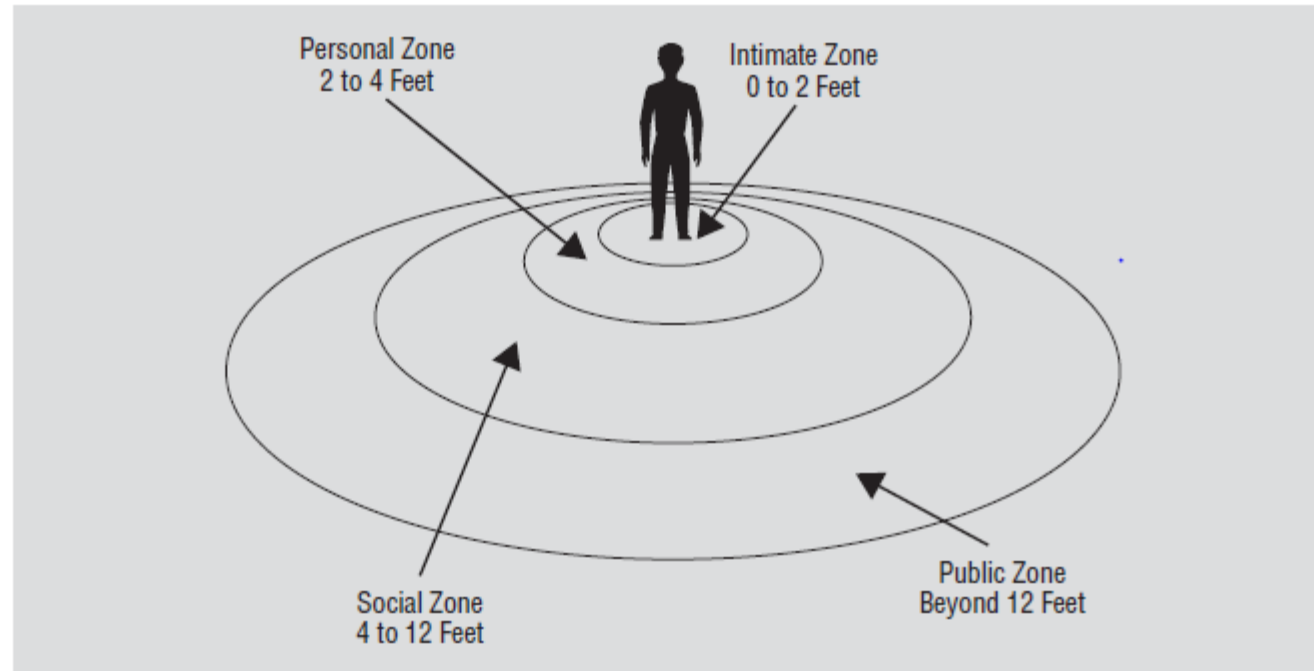 Personal Zone
2 to 4 Feet
Intimate Zone
0 to 2 Feet
Social Zone
4 to 12 Feet
Public Zone
Beyond 12 Feet